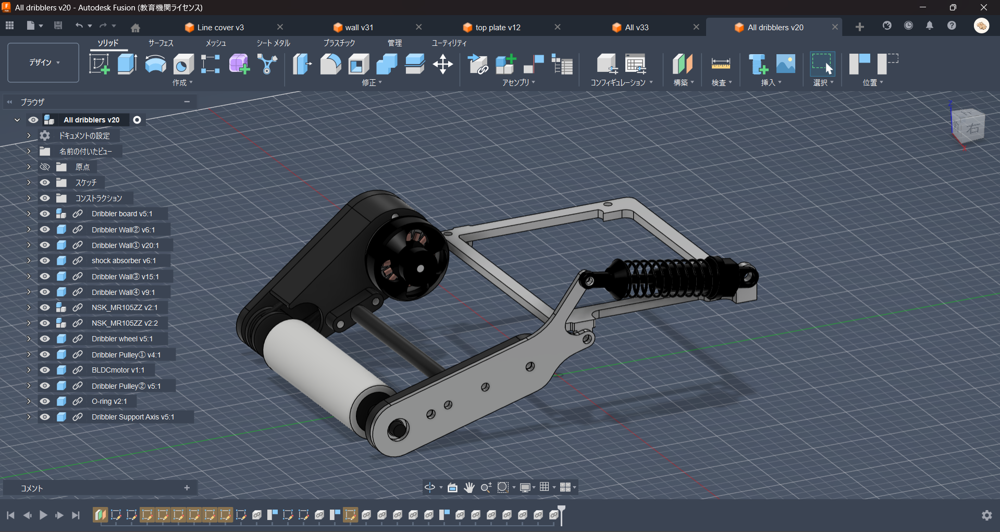 All dribblers v20 - Autodesk Fusion (教育機関ライセンス)
Line cover v3
wall v31
top plate v12
All v33
All dribblers v20
デザイン
ソリッド
サーフェス
メッシュ
シート メタル
プラスチック
管理
ユーティリティ
作成
修正
アセンブリ
コンフィギュレーション
構築
検査
挿入
選択
位置
ブラウザ
All dribblers v20
ドキュメントの設定
名前の付いたビュー
原点
スケッチ
コンストラクション
Dribbler board v5:1
Dribbler Wall② v6:1
Dribbler Wall① v20:1
shock absorber v6:1
Dribbler Wall③ v15:1
Dribbler Wall④ v9:1
NSK_MR105ZZ v2:1
NSK_MR105ZZ v2:2
Dribbler wheel v5:1
Dribbler Pulley① v4:1
BLDCmotor v1:1
Dribbler Pulley② v5:1
O-ring v2:1
Dribbler Support Axis v5:1
Z
上
前
右
X
コメント